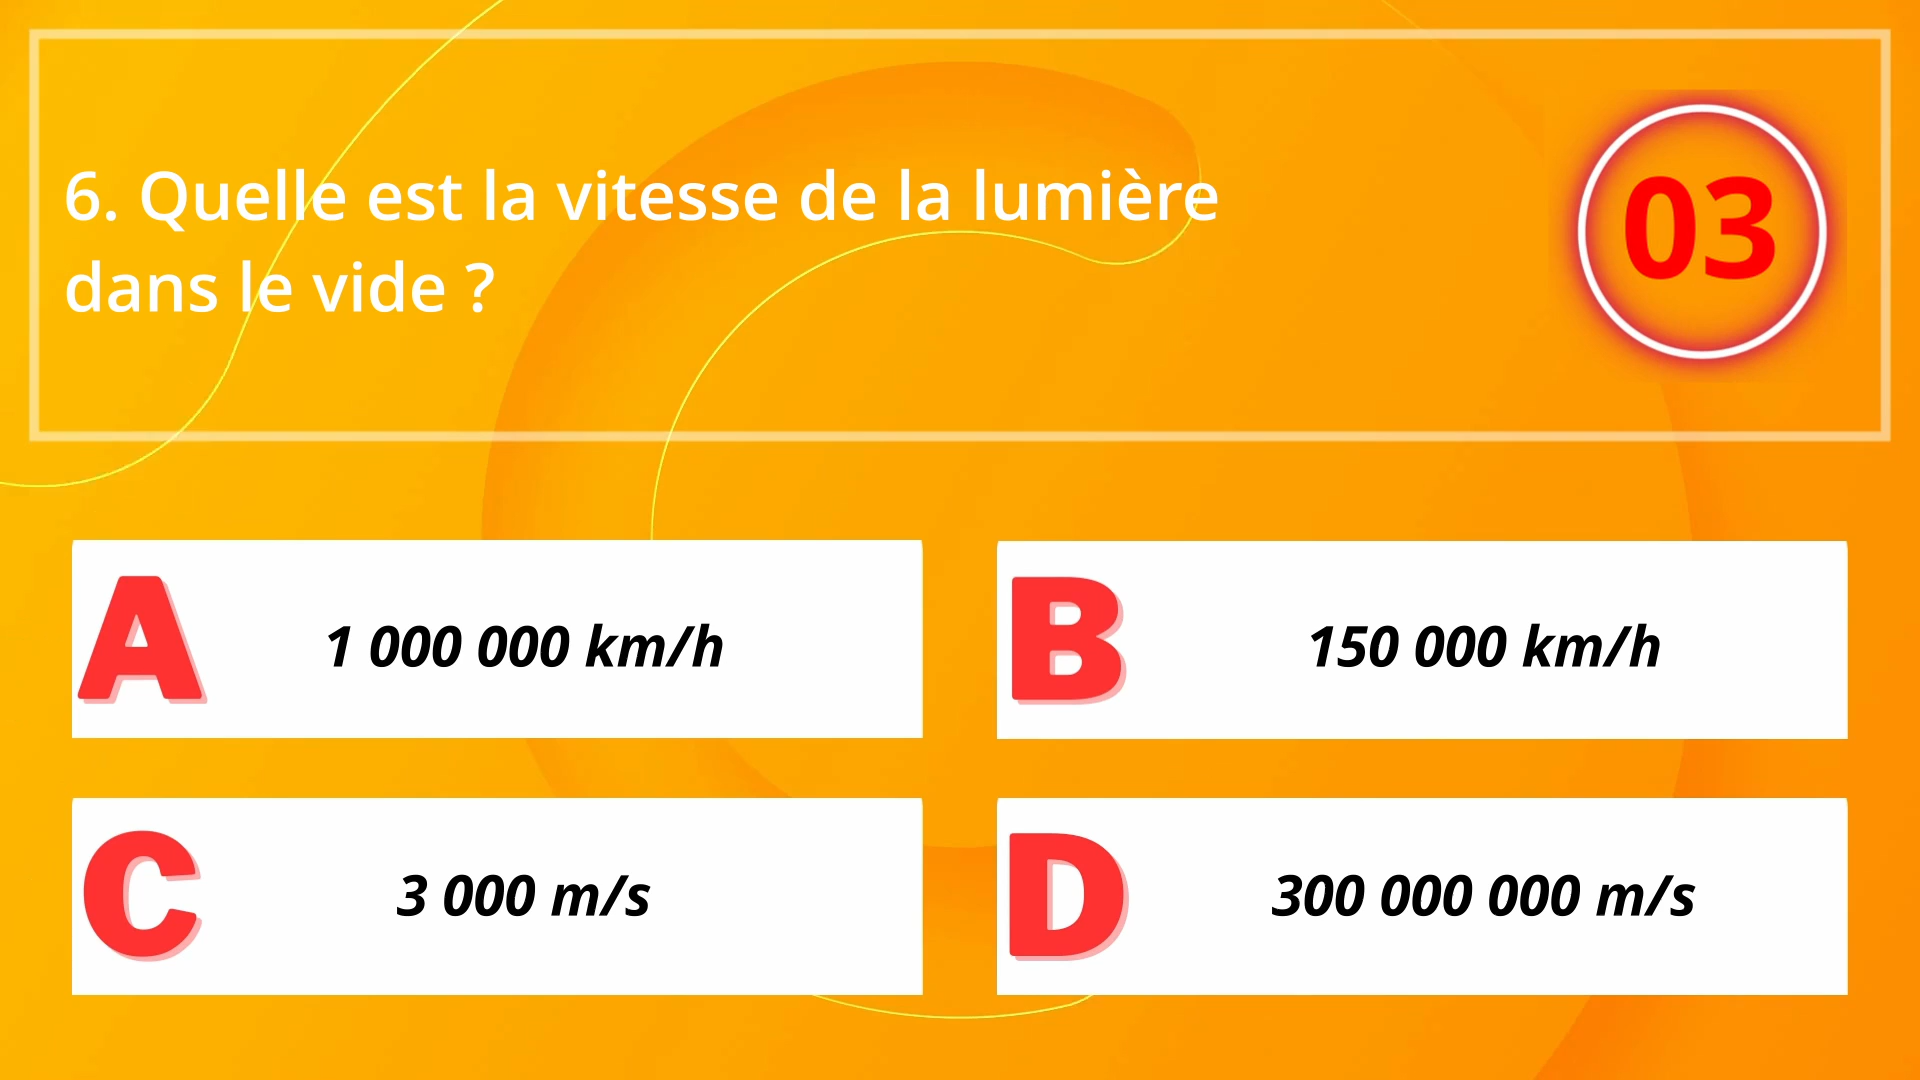 6. Quelle est la vitesse de la lumière
dans le vide ?
03
A 1 000 000 km/h
B 150 000 km/h
C 3 000 m/s
D 300 000 000 m/s